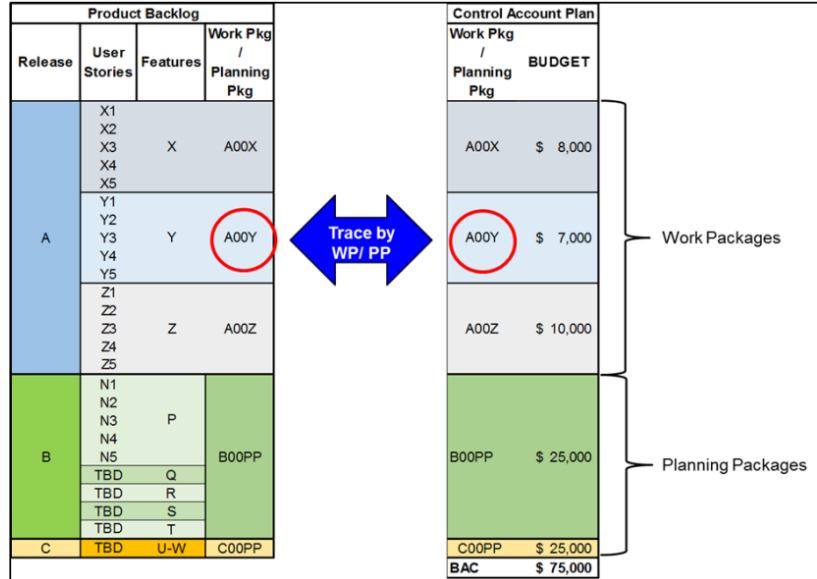 Product Backlog
Control Account Plan
Release
User
Stories
Features
Work Pkg
/
Planning
Pkg
Work Pkg
/
Planning
Pkg
BUDGET
A
X1
X2
X3
X4
X5
X
A00X
A00X $ 8,000
Y1
Y2
Y3
Y4
Y5
Y
A00Y
Trace by
WP/ PP
A00Y $ 7,000
Work Packages
Z1
Z2
Z3
Z4
Z5
Z
A00Z
A00Z $ 10,000
B
N1
N2
N3
N4
N5
P
TBD Q
TBD R
TBD S
TBD T
B00PP
B00PP $ 25,000
Planning Packages
C TBD U-W C00PP
C00PP $ 25,000
BAC $ 75,000